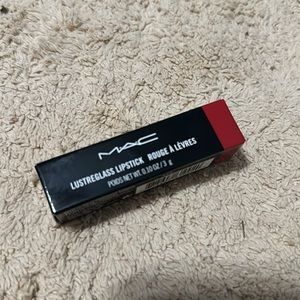 MAC
LUSTREGLASS LIPSTICK ROUGE À LÈVRES
POIDS NET WT. 0.10 OZ / 3 g